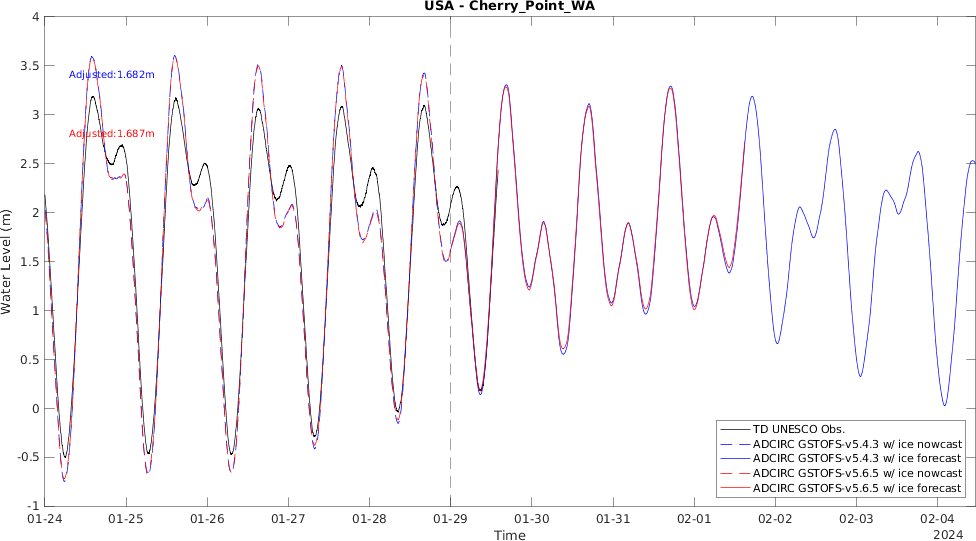 USA - Cherry_Point_WA
Water Level (m)
4
3.5
3
2.5
2
1.5
1
0.5
0
-0.5
-1
Adjusted:1.682m
Adjusted:1.687m
TD UNESCO Obs.
ADCIRC GSTOFS-v5.4.3 w/ ice nowcast
ADCIRC GSTOFS-v5.4.3 w/ ice forecast
ADCIRC GSTOFS-v5.6.5 w/ ice nowcast
ADCIRC GSTOFS-v5.6.5 w/ ice forecast
01-24 01-25 01-26 01-27 01-28 01-29 01-30 01-31 02-01 02-02 02-03 02-04
Time
2024